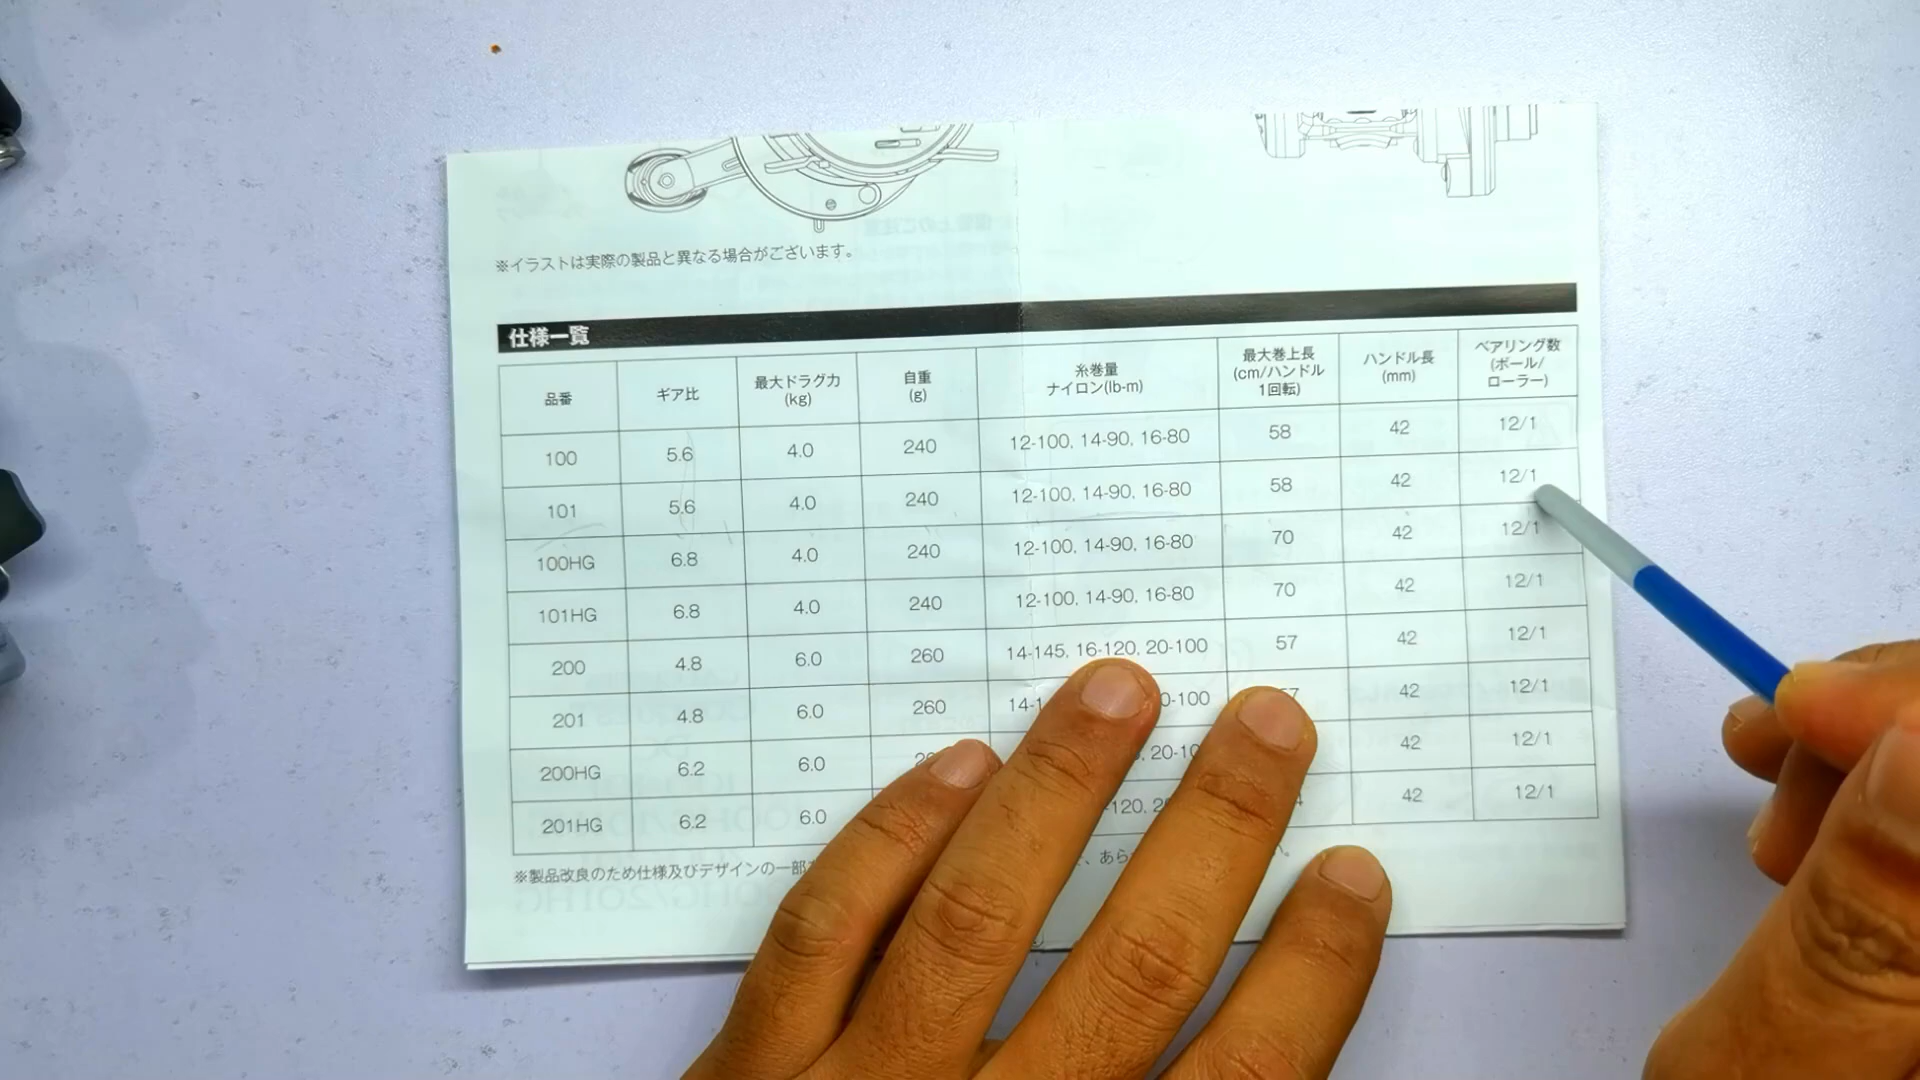 ※イラストは実際の製品と異なる場合がございます。
仕様一覧
品番 ギア比 最大ドラグ力 (kg) 自重 (g) 糸巻量 ナイロン(lb-m) 最大巻上長 (cm/ハンドル 1回転) ハンドル長 (mm) ベアリング数 (ボール/ ローラー)
100 5.6 4.0 240 12-100, 14-90, 16-80 58 42 12/1
101 5.6 4.0 240 12-100, 14-90, 16-80 58 42 12/1
100HG 6.8 4.0 240 12-100, 14-90, 16-80 70 42 12/1
101HG 6.8 4.0 240 12-100, 14-90, 16-80 70 42 12/1
200 4.8 6.0 260 14-145, 16-120, 20-100 57 42 12/1
201 4.8 6.0 260 42 12/1
200HG 6.2 6.0 42 12/1
201HG 6.2 6.0 42 12/1
※製品改良のため仕様及びデザインの一部 、あら